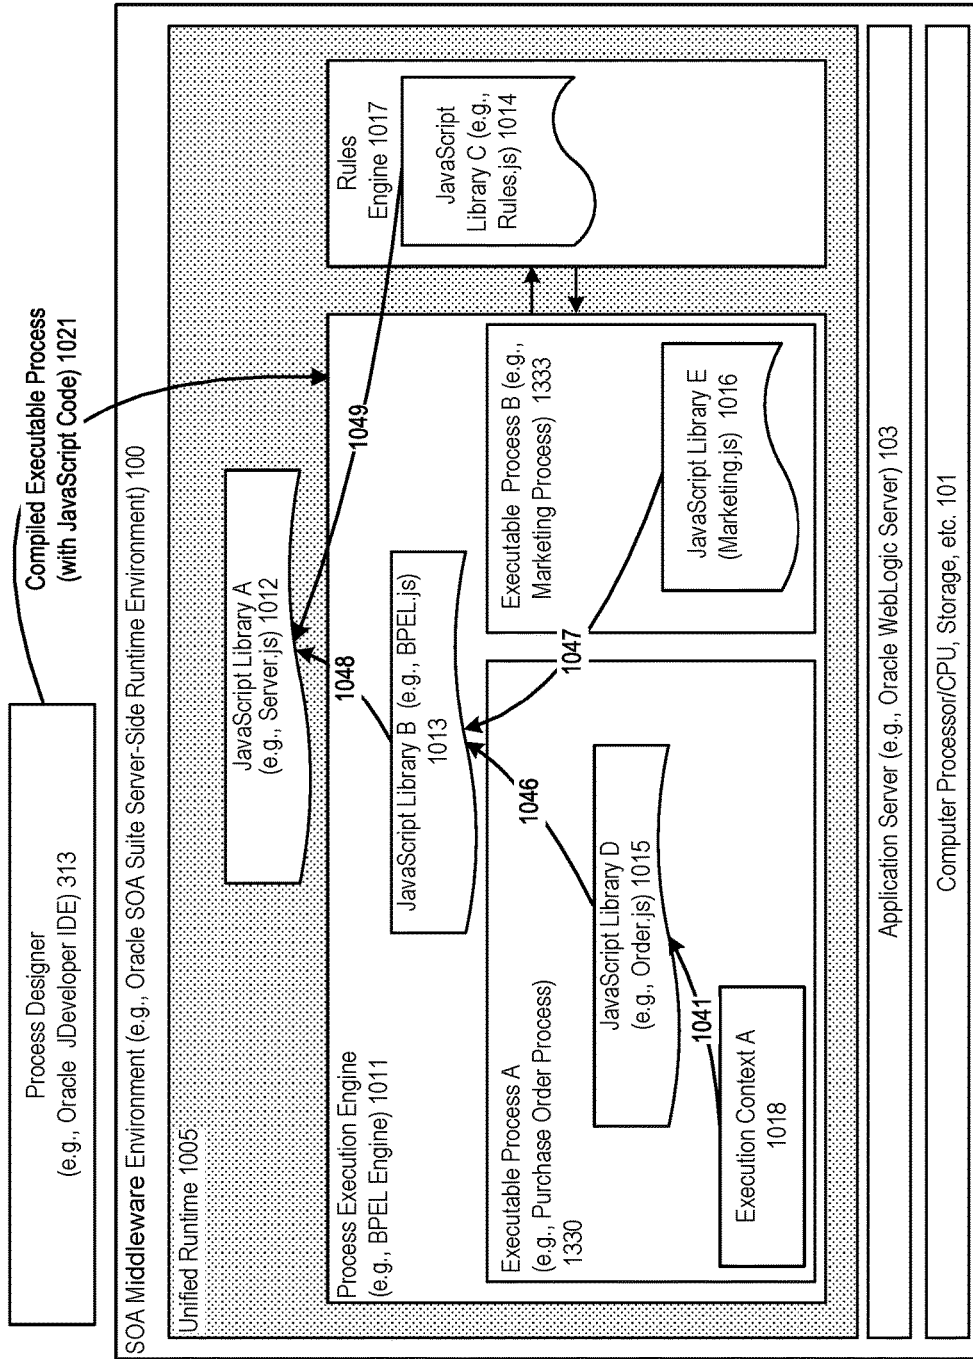 Process Designer
(e.g., Oracle JDeveloper IDE) 313
Compiled Executable Process
(with JavaScript Code) 1021
SOA Middleware Environment (e.g., Oracle SOA Suite Server-Side Runtime Environment) 100
Unified Runtime 1005
JavaScript Library A
(e.g., Server.js) 1012
1048
1049
Process Execution Engine
(e.g., BPEL Engine) 1011
JavaScript Library B (e.g., BPEL.js)
1013
1046
1047
Executable Process A
(e.g., Purchase Order Process)
1330
JavaScript Library D
(e.g., Order.js) 1015
1041
Execution Context A
1018
Executable Process B (e.g.,
Marketing Process) 1333
JavaScript Library E
(Marketing.js) 1016
Rules
Engine 1017
JavaScript
Library C (e.g.,
Rules.js) 1014
Application Server (e.g., Oracle WebLogic Server) 103
Computer Processor/CPU, Storage, etc. 101